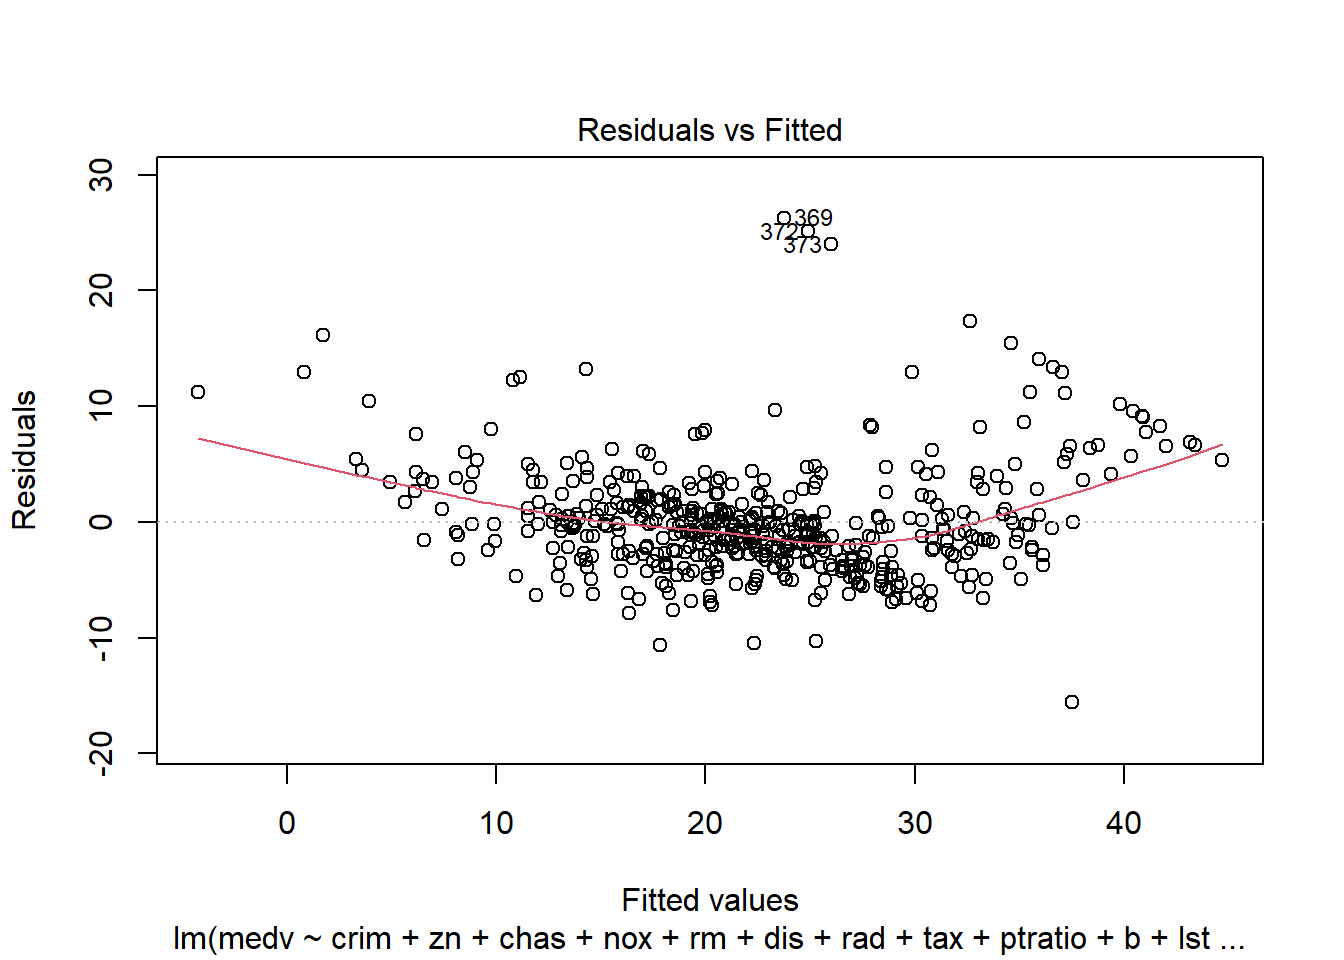 Residuals vs Fitted
Residuals
30
20
10
0
-10
-20
369
372
373
0 10 20 30 40
Fitted values
lm(medv ~ crim + zn + chas + nox + rm + dis + rad + tax + ptratio + b + lst ...